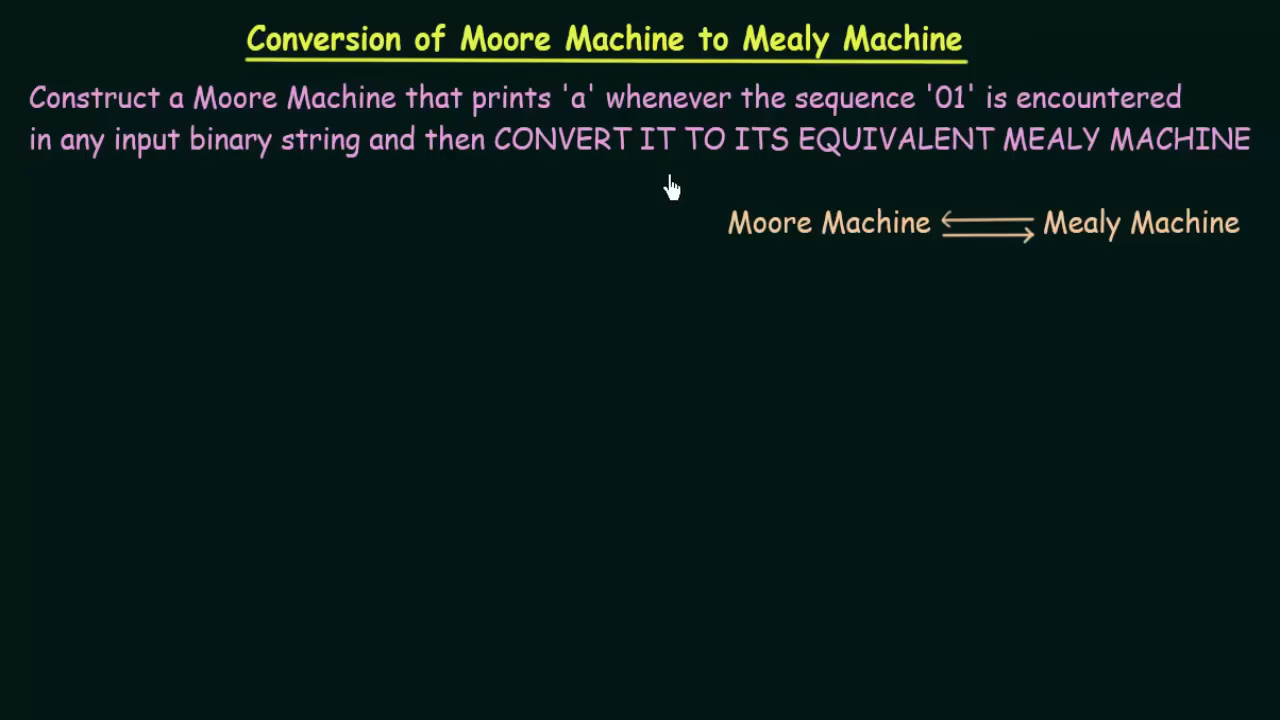 Conversion of Moore Machine to Mealy Machine
Construct a Moore Machine that prints 'a' whenever the sequence '01' is encountered
in any input binary string and then CONVERT IT TO ITS EQUIVALENT MEALY MACHINE
Moore Machine Mealy Machine